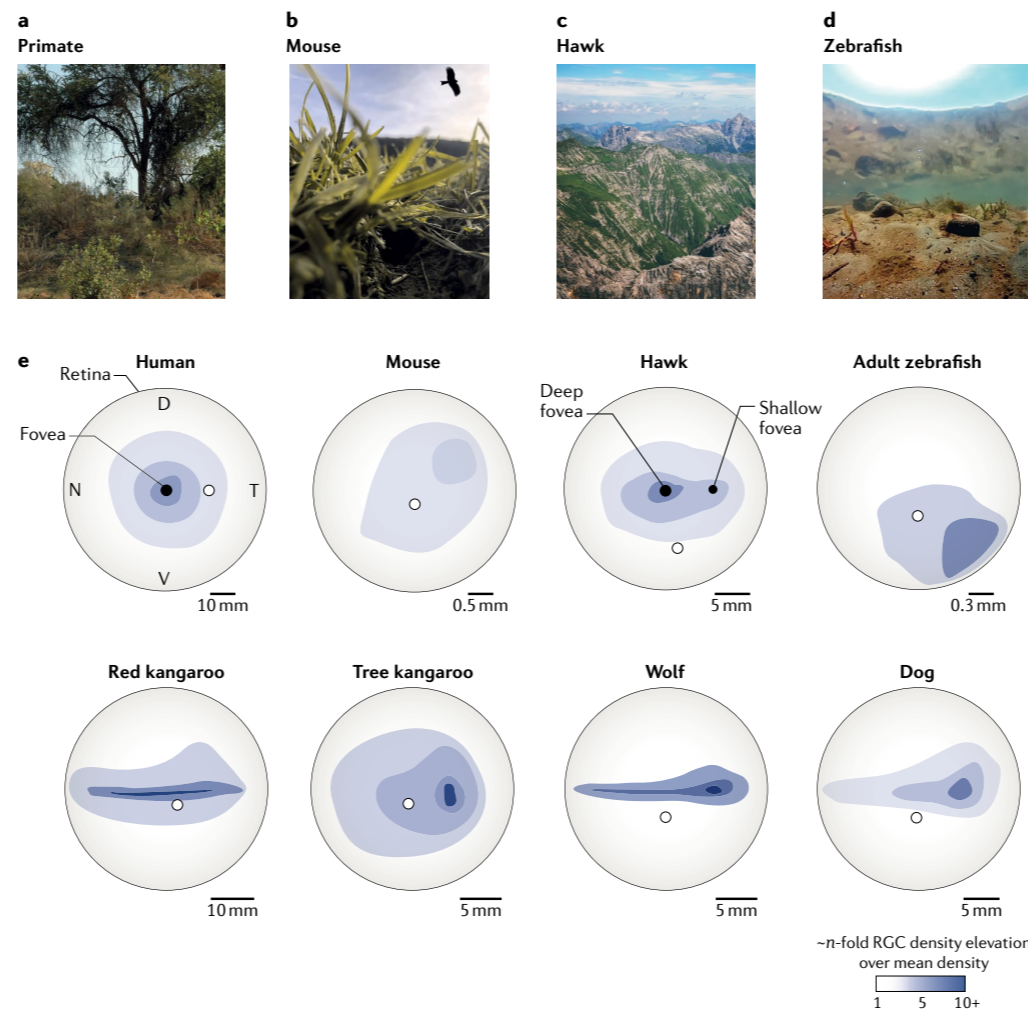 a
Primate
b
Mouse
c
Hawk
d
Zebrafish
e
Human
Retina
D
Fovea
N
T
V
10 mm
Mouse
0.5 mm
Hawk
Deep
fovea
Shallow
fovea
5 mm
Adult zebrafish
0.3 mm
Red kangaroo
10 mm
Tree kangaroo
5 mm
Wolf
5 mm
Dog
5 mm
~n-fold RGC density elevation
over mean density
1 5 10+